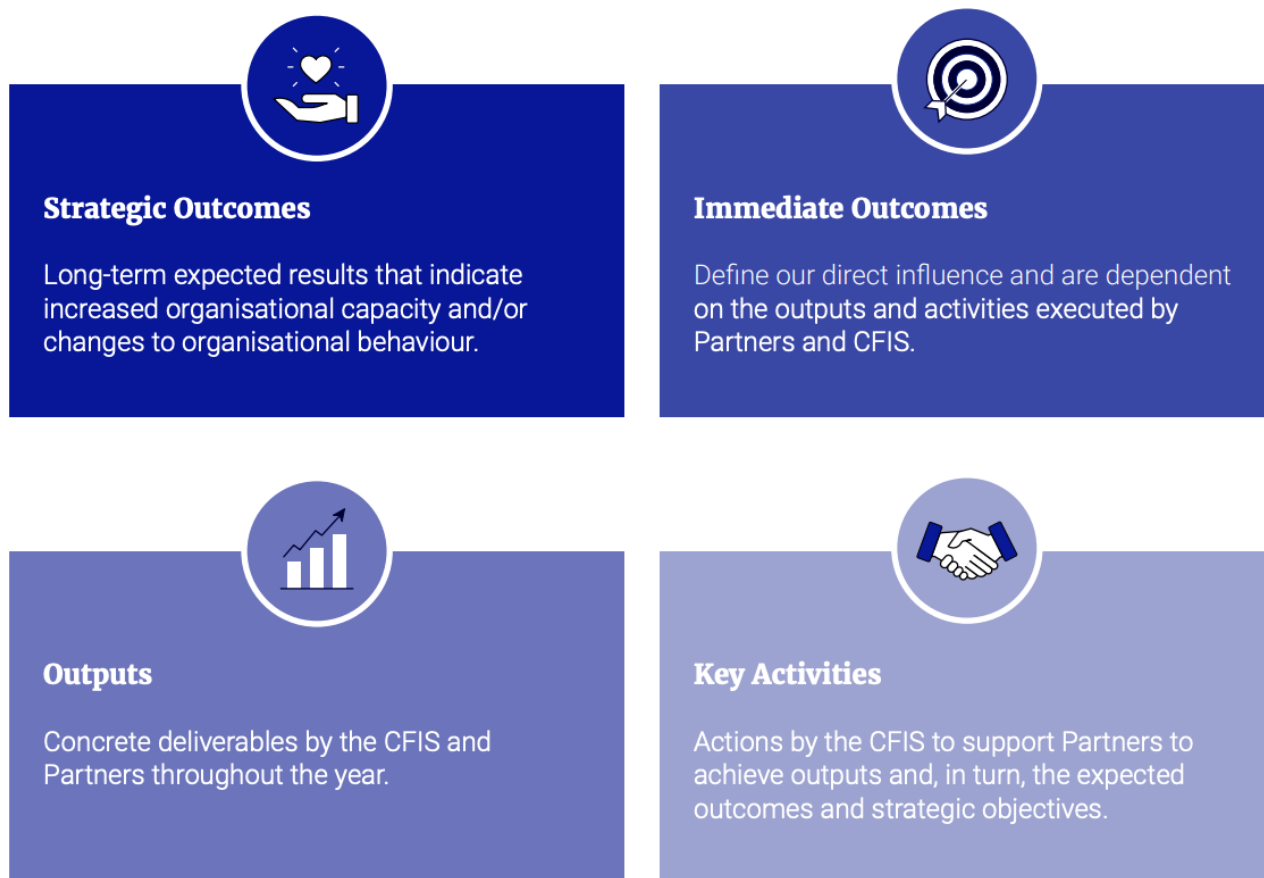 Strategic Outcomes
Long-term expected results that indicate
increased organisational capacity and/or
changes to organisational behaviour.
Immediate Outcomes
Define our direct influence and are dependent
on the outputs and activities executed by
Partners and CFIS.
Outputs
Concrete deliverables by the CFIS and
Partners throughout the year.
Key Activities
Actions by the CFIS to support Partners to
achieve outputs and, in turn, the expected
outcomes and strategic objectives.